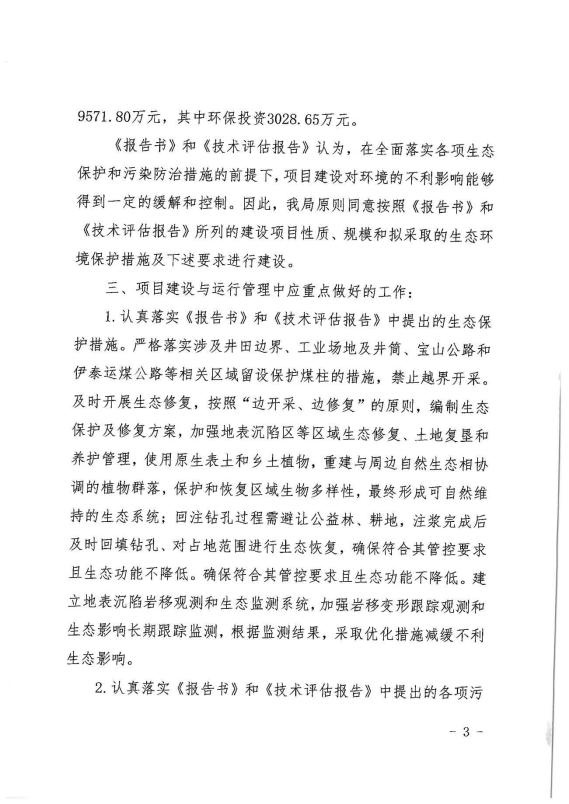 9571.80万元，其中环保投资3028.65万元。
《报告书》和《技术评估报告》认为，在全面落实各项生态
保护和污染防治措施的前提下，项目建设对环境的不利影响能够
得到一定的缓解和控制。因此，我局原则同意按照《报告书》和
《技术评估报告》所列的建设项目性质、规模和拟采取的生态环
境保护措施及下述要求进行建设。
三、项目建设与运行管理中应重点做好的工作：
1.认真落实《报告书》和《技术评估报告》中提出的生态保
护措施。严格落实涉及井田边界、工业场地及井筒、宝山公路和
伊泰运煤公路等相关区域留设保护煤柱的措施，禁止越界开采。
及时开展生态修复，按照“边开采、边修复”的原则，编制生态
保护及修复方案，加强地表沉陷区等区域生态修复、土地复垦和
养护管理，使用原生表土和乡土植物，重建与周边自然生态相协
调的植物群落，保护和恢复区域生物多样性，最终形成可自然维
持的生态系统；回注钻孔过程需避让公益林、耕地，注浆完成后
及时回填钻孔、对占地范围进行生态恢复，确保符合其管控要求
且生态功能不降低。确保符合其管控要求且生态功能不降低。建
立地表沉陷岩移观测和生态监测系统，加强岩移变形跟踪观测和
生态影响长期跟踪监测，根据监测结果，采取优化措施减缓不利
生态影响。
2.认真落实《报告书》和《技术评估报告》中提出的各项污
- 3 -